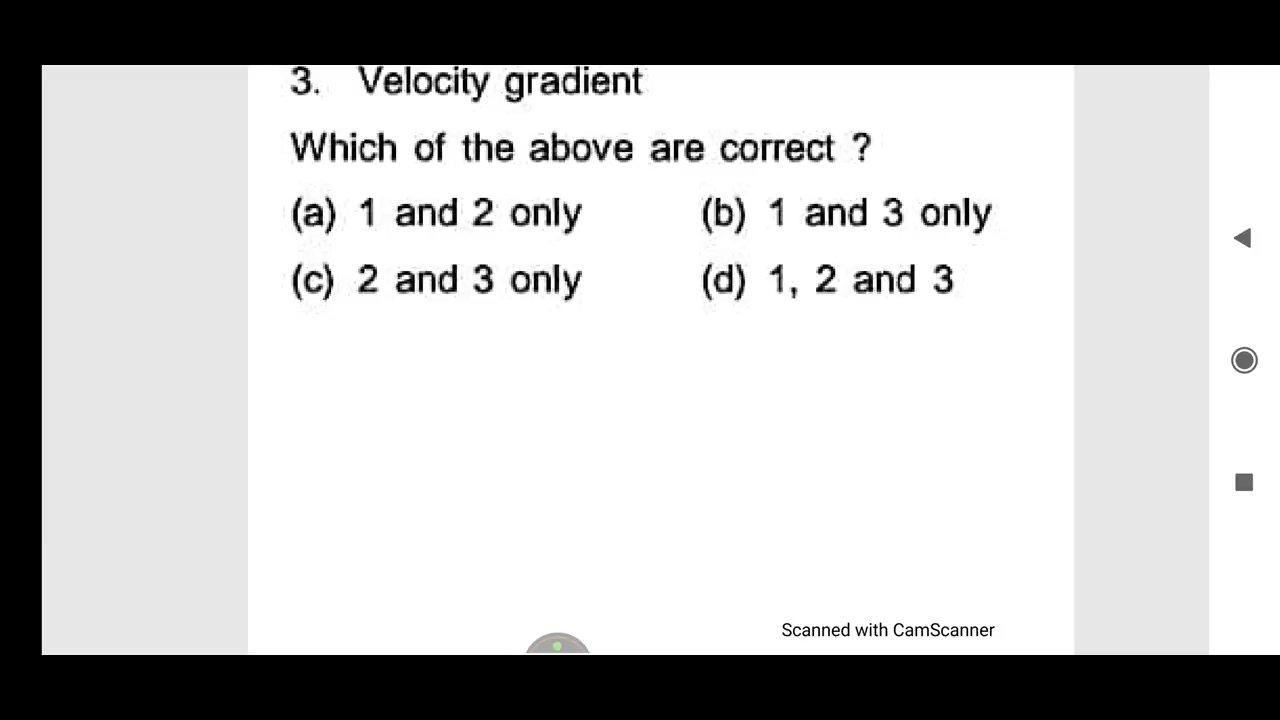 3. Velocity gradient
Which of the above are correct ?
(a) 1 and 2 only (b) 1 and 3 only
(c) 2 and 3 only (d) 1, 2 and 3
Scanned with CamScanner